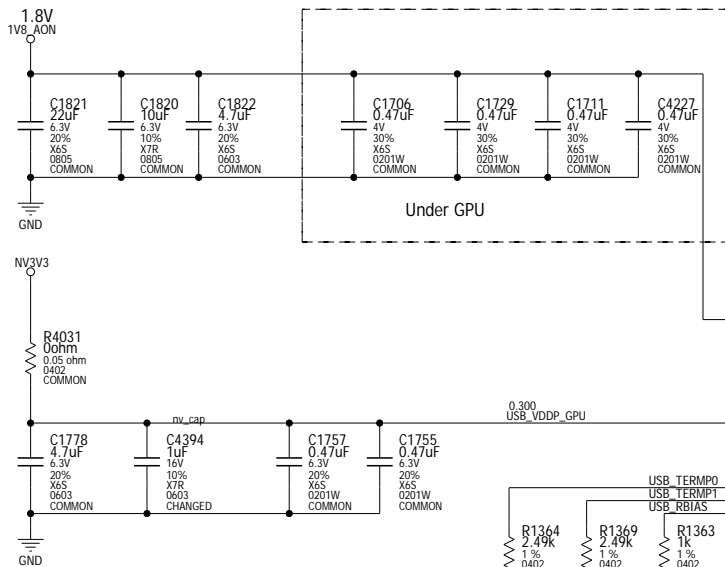 1.8V
1V8_AON
C1821
22uF
6.3V
20%
X6S
0805
COMMON
C1820
10uF
6.3V
10%
X7R
0805
COMMON
C1822
4.7uF
6.3V
20%
X6S
0603
COMMON
C1706
0.47uF
4V
30%
X6S
0201W
COMMON
C1729
0.47uF
4V
30%
X6S
0201W
COMMON
C1711
0.47uF
4V
30%
X6S
0201W
COMMON
C4227
0.47uF
4V
30%
X6S
0201W
COMMON
Under GPU
GND
NV3V3
R4031
0ohm
0.05 ohm
0402
COMMON
nv_cap
0.300
USB_VDDP_GPU
C1778
4.7uF
6.3V
20%
X6S
0603
COMMON
C4394
1uF
16V
10%
X7R
0603
CHANGED
C1757
0.47uF
6.3V
20%
X6S
0201W
COMMON
C1755
0.47uF
6.3V
20%
X6S
0201W
COMMON
GND
USB_TERMP0
USB_TERMP1
USB_RBIAS
R1364
2.49k
1 %
0402
R1369
2.49k
1 %
0402
R1363
1k
1 %
0402